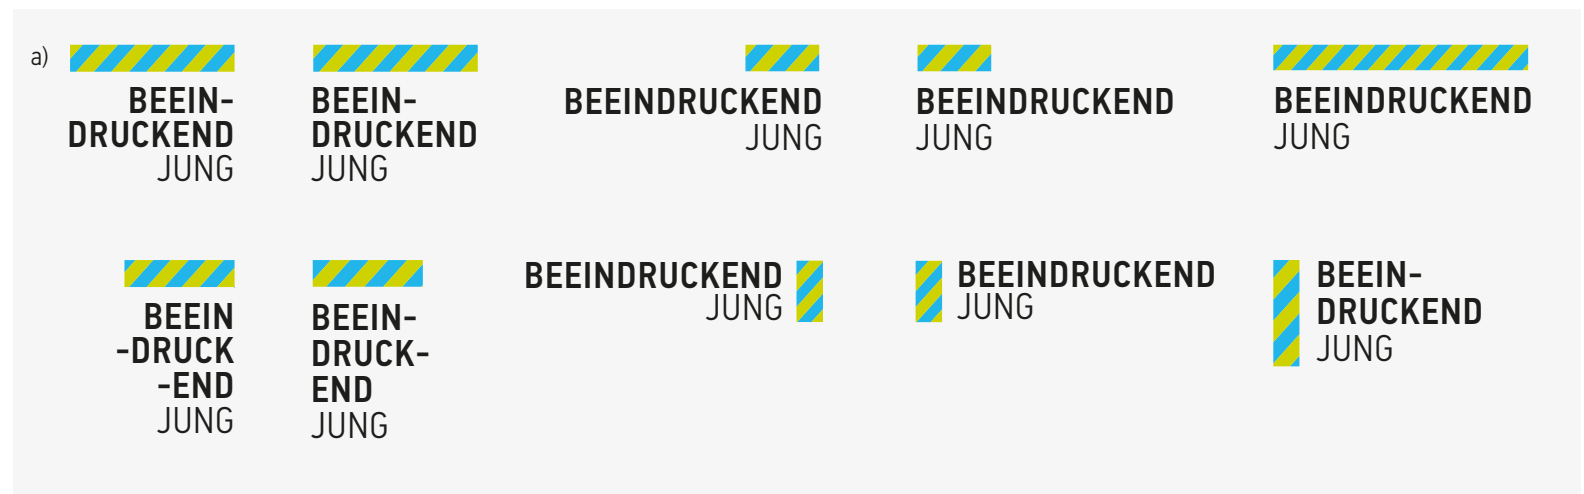 a)
BEEIN-
DRUCKEND
JUNG
BEEIN-
DRUCKEND
JUNG
BEEINDRUCKEND
JUNG
BEEINDRUCKEND
JUNG
BEEINDRUCKEND
JUNG
BEEIN
-DRUCK
-END
JUNG
BEEIN-
DRUCK-
END
JUNG
BEEINDRUCKEND
JUNG
BEEINDRUCKEND
JUNG
BEEIN-
DRUCKEND
JUNG